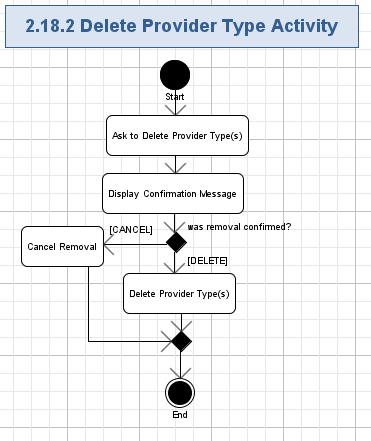 2.18.2 Delete Provider Type Activity
Start
Ask to Delete Provider Type(s)
Display Confirmation Message
[CANCEL]
was removal confirmed?
Cancel Removal
[DELETE]
Delete Provider Type(s)
End